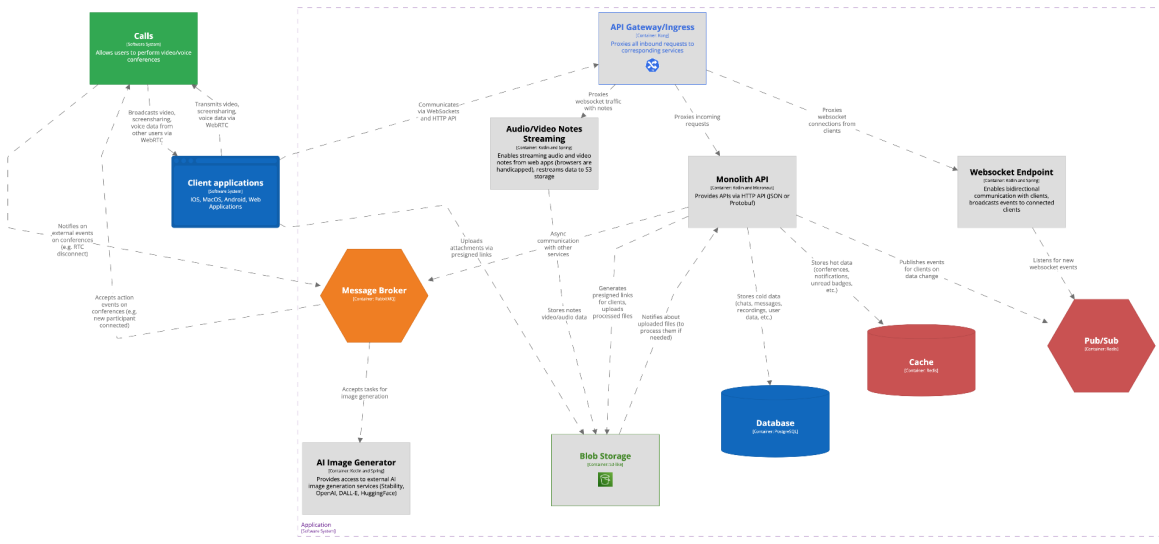 Calls
[Software System]
Allows users to perform video/voice
conferences
API Gateway/Ingress
[Container: Kong]
Proxies all inbound requests to
corresponding services
Broadcasts video,
screensharing,
voice data from
other users via
WebRTC
Transmits video,
screensharing,
voice data via
WebRTC
Communicates
via WebSockets
and HTTP API
Proxies
websocket traffic
with notes
Proxies incoming
requests
Proxies
websocket
connections from
clients
Client applications
[Software System]
iOS, MacOS, Android, Web
Applications
Audio/Video Notes
Streaming
[Container: Kotlin and Spring]
Enables streaming audio and video
notes from web apps (browsers are
handicapped), restreams data to S3
storage
Monolith API
[Container: Kotlin and Micronaut]
Provides APIs via HTTP API (JSON or
Protobuf)
Websocket Endpoint
[Container: Kotlin and Spring]
Enables bidirectional
communication with clients,
broadcasts events to connected
clients
Notifies on
external events
on conferences
(e.g. RTC
disconnect)
Uploads
attachments via
presigned links
Async
communication
with other
services
Stores hot data
(conferences,
notifications,
unread badges,
etc.)
Publishes events
for clients on
data change
Listens for new
websocket events
Message Broker
[Container: RabbitMQ]
Accepts action
events on
conferences (e.g.
new participant
connected)
Stores notes
video/audio data
Generates
presigned links
for clients,
uploads
processed files
Notifies about
uploaded files (to
process them if
needed)
Stores cold data
(chats, messages,
recordings, user
data, etc.)
Cache
[Container: Redis]
Pub/Sub
[Container: Redis]
Accepts tasks for
image generation
Database
[Container: PostgreSQL]
AI Image Generator
[Container: Kotlin and Spring]
Provides access to external AI
image generation services (Stability,
OpenAI, DALL-E, HuggingFace)
Blob Storage
Application
[Software System]